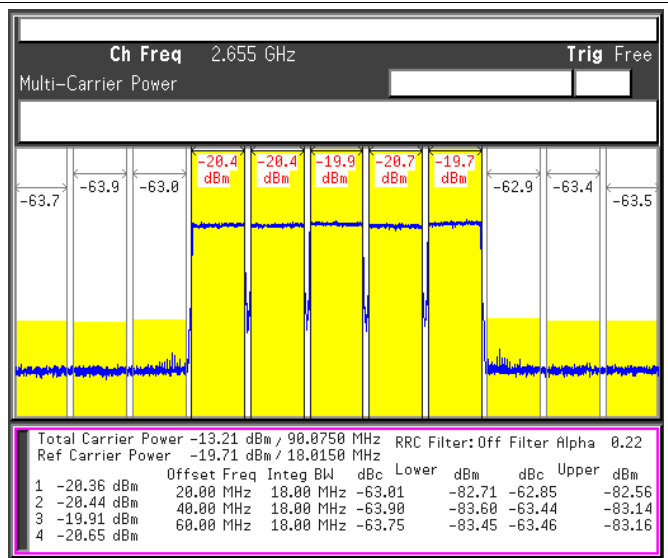 Ch Freq 2.655 GHz Trig Free
Multi-Carrier Power
-63.7 -63.9 -63.0 -20.4 dBm -20.4 dBm -19.9 dBm -20.7 dBm -19.7 dBm -62.9 -63.4 -63.5
Total Carrier Power -13.21 dBm / 90.0750 MHz RRC Filter: Off Filter Alpha 0.22
Ref Carrier Power -19.71 dBm / 18.0150 MHz
Lower Upper
Offset Freq Integ BW dBc dBm dBc dBm
1 -20.36 dBm 20.00 MHz 18.00 MHz -63.01 -82.71 -62.85 -82.56
2 -20.44 dBm 40.00 MHz 18.00 MHz -63.90 -83.60 -63.44 -83.14
3 -19.91 dBm 60.00 MHz 18.00 MHz -63.75 -83.45 -63.46 -83.16
4 -20.65 dBm